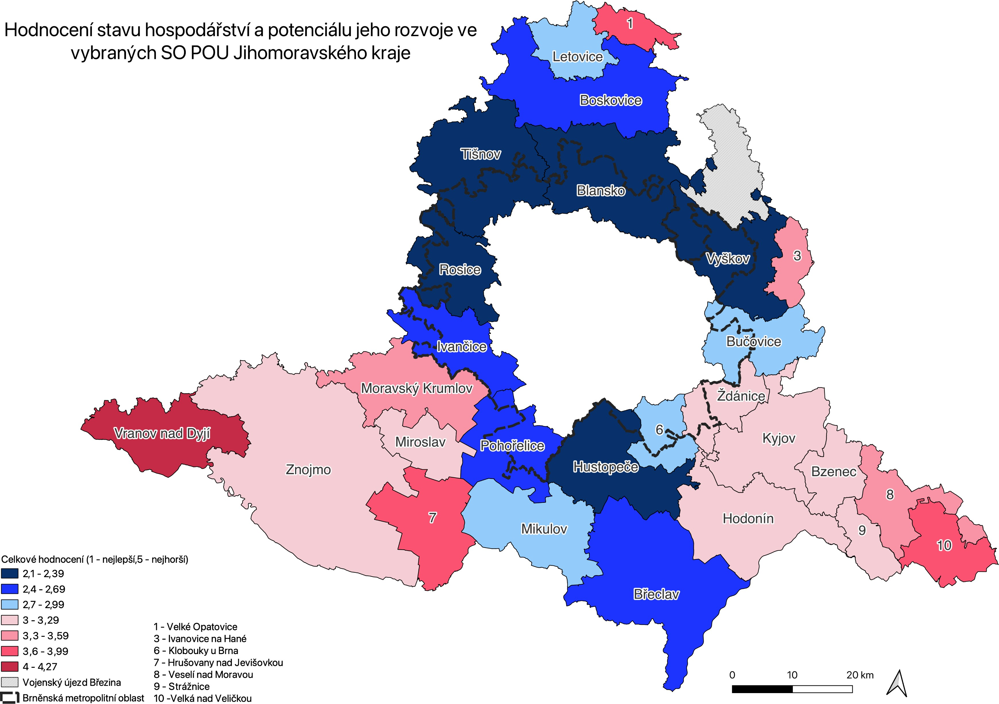 Hodnocení stavu hospodářství a potenciálu jeho rozvoje ve
vybraných SO POU Jihomoravského kraje
1
Letovice
Boskovice
Tišnov
Blansko
Vyškov
3
Rosice
Bučovice
Ivančice
Moravský Krumlov
Ždánice
Vranov nad Dyjí
Miroslav
Pohořelice
6
Kyjov
Znojmo
Hustopeče
Bzenec
8
7
Mikulov
Hodonín
9
10
Břeclav
Celkové hodnocení (1 - nejlepší,5 - nejhorší)
2,1 - 2,39
2,4 - 2,69
2,7 - 2,99
3 - 3,29
3,3 - 3,59
3,6 - 3,99
4 - 4,27
Vojenský újezd Březina
Brněnská metropolitní oblast
1 - Velké Opatovice
3 - Ivanovice na Hané
6 - Klobouky u Brna
7 - Hrušovany nad Jevišovkou
8 - Veselí nad Moravou
9 - Strážnice
10 -Velká nad Veličkou
0 10 20 km